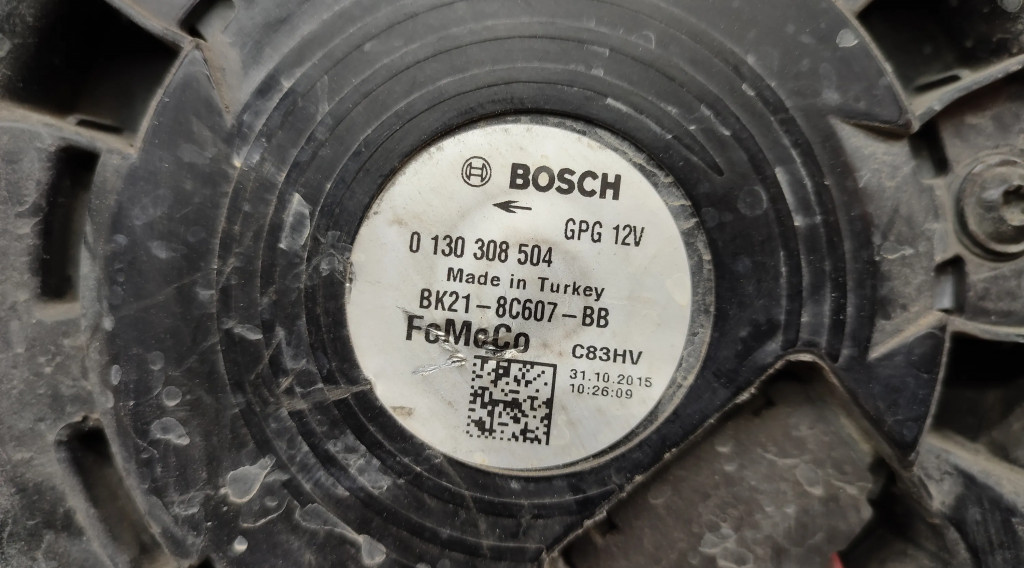 BOSCH
GPG 12V
0 130 308 504
Made in Turkey
BK21-8C607-BB
FoMoCo
C83HV
31.10.2015
10:26:09